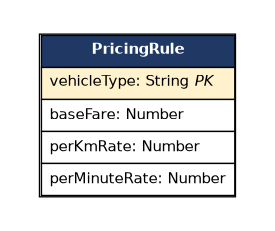 PricingRule
vehicleType: String PK
baseFare: Number
perKmRate: Number
perMinuteRate: Number